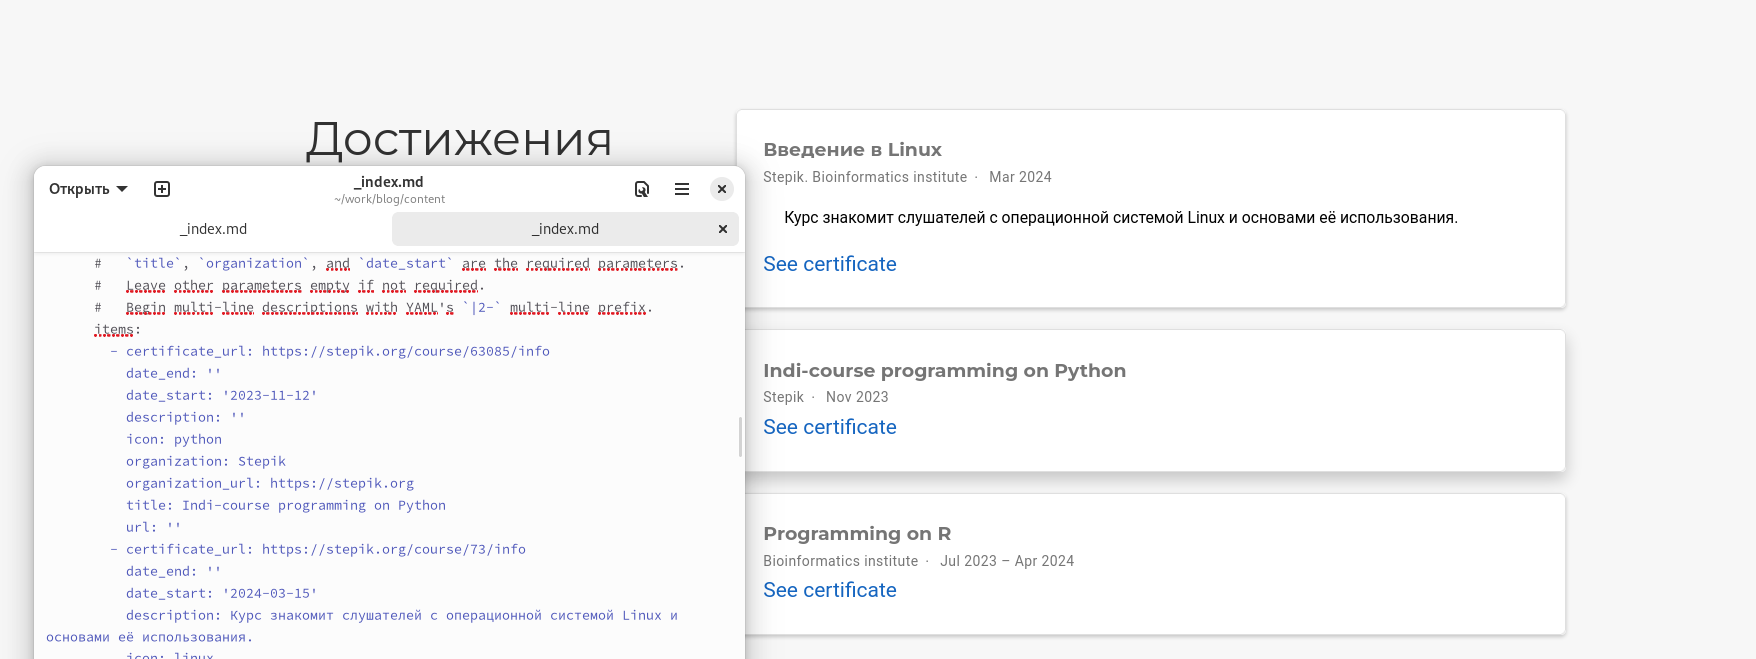 Достижения
Открыть
_index.md
~/work/blog/content
_index.md
_index.md
# `title`, `organization`, and `date_start` are the required parameters.
# Leave other parameters empty if not required.
# Begin multi-line descriptions with YAML's `|2-` multi-line prefix.
items:
- certificate_url: https://stepik.org/course/63085/info
date_end: ''
date_start: '2023-11-12'
description: ''
icon: python
organization: Stepik
organization_url: https://stepik.org
title: Indi-course programming on Python
url: ''
- certificate_url: https://stepik.org/course/73/info
date_end: ''
date_start: '2024-03-15'
description: Курс знакомит слушателей с операционной системой Linux и
основами её использования.
icon: linux
Введение в Linux
Stepik. Bioinformatics institute · Mar 2024
Курс знакомит слушателей с операционной системой Linux и основами её использования.
See certificate
Indi-course programming on Python
Stepik · Nov 2023
See certificate
Programming on R
Bioinformatics institute · Jul 2023 – Apr 2024
See certificate